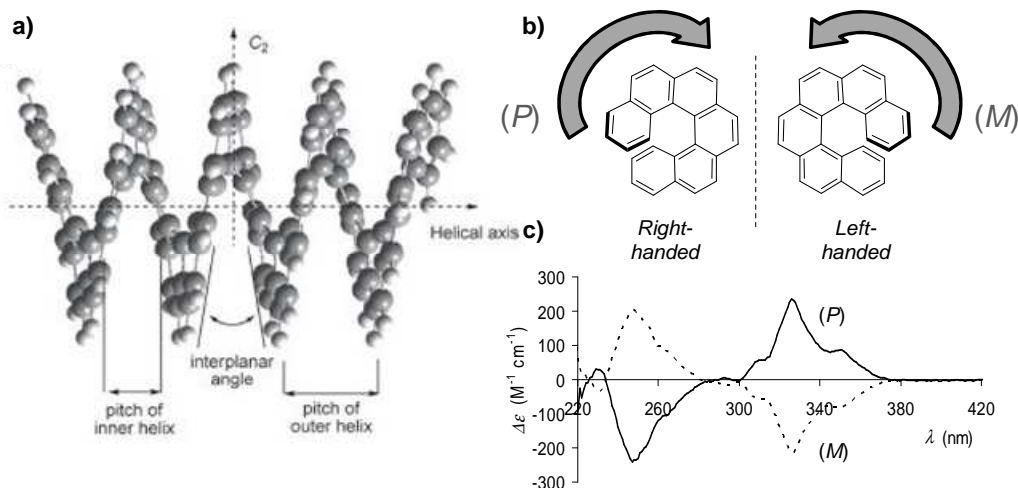 a)
C2
Helical axis
interplanar
angle
pitch of
inner helix
pitch of
outer helix
b)
(P)
(M)
Right-
handed
Left-
handed
c)
300
200
100
0
-100
-200
-300
Δε (M-1 cm-1)
220 260 300 340 380 420
λ (nm)
(P)
(M)